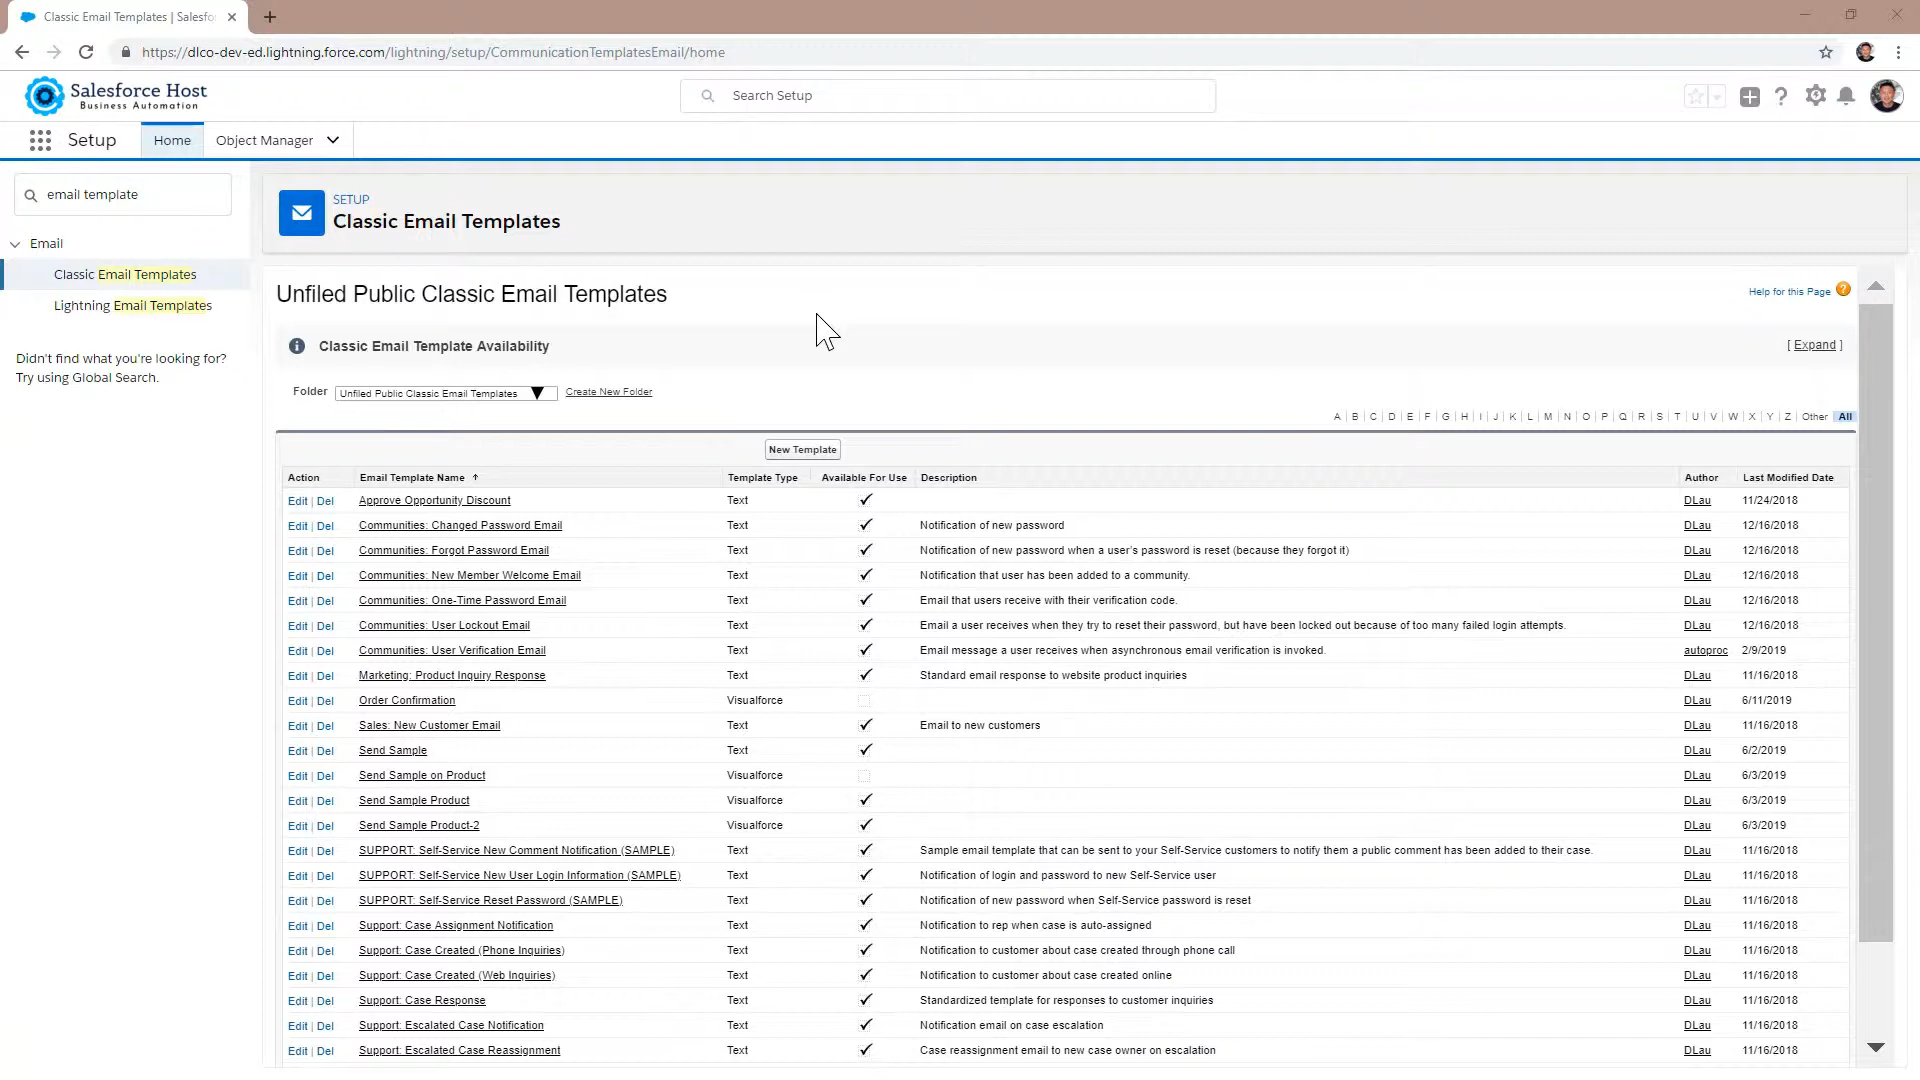 Classic Email Templates | Salesfo
https://dlco-dev-ed.lightning.force.com/lightning/setup/CommunicationTemplatesEmail/home
Salesforce Host
Business Automation
Search Setup
Setup
Home
Object Manager
email template
Email
Classic Email Templates
Lightning Email Templates
Didn't find what you're looking for?
Try using Global Search.
SETUP
Classic Email Templates
Unfiled Public Classic Email Templates
Help for this Page
Classic Email Template Availability
[ Expand ]
Folder Unfiled Public Classic Email Templates Create New Folder
A | B | C | D | E | F | G | H | I | J | K | L | M | N | O | P | Q | R | S | T | U | V | W | X | Y | Z | Other All
New Template
Action Email Template Name ↑ Template Type Available For Use Description Author Last Modified Date
Edit | Del Approve Opportunity Discount Text ✓ DLau 11/24/2018
Edit | Del Communities: Changed Password Email Text ✓ Notification of new password DLau 12/16/2018
Edit | Del Communities: Forgot Password Email Text ✓ Notification of new password when a user's password is reset (because they forgot it) DLau 12/16/2018
Edit | Del Communities: New Member Welcome Email Text ✓ Notification that user has been added to a community. DLau 12/16/2018
Edit | Del Communities: One-Time Password Email Text ✓ Email that users receive with their verification code. DLau 12/16/2018
Edit | Del Communities: User Lockout Email Text ✓ Email a user receives when they try to reset their password, but have been locked out because of too many failed login attempts. DLau 12/16/2018
Edit | Del Communities: User Verification Email Text ✓ Email message a user receives when asynchronous email verification is invoked. autoproc 2/9/2019
Edit | Del Marketing: Product Inquiry Response Text ✓ Standard email response to website product inquiries DLau 11/16/2018
Edit | Del Order Confirmation Visualforce DLau 6/11/2019
Edit | Del Sales: New Customer Email Text ✓ Email to new customers DLau 11/16/2018
Edit | Del Send Sample Text ✓ DLau 6/2/2019
Edit | Del Send Sample on Product Visualforce DLau 6/3/2019
Edit | Del Send Sample Product Visualforce ✓ DLau 6/3/2019
Edit | Del Send Sample Product-2 Visualforce ✓ DLau 6/3/2019
Edit | Del SUPPORT: Self-Service New Comment Notification (SAMPLE) Text ✓ Sample email template that can be sent to your Self-Service customers to notify them a public comment has been added to their case. DLau 11/16/2018
Edit | Del SUPPORT: Self-Service New User Login Information (SAMPLE) Text ✓ Notification of login and password to new Self-Service user DLau 11/16/2018
Edit | Del SUPPORT: Self-Service Reset Password (SAMPLE) Text ✓ Notification of new password when Self-Service password is reset DLau 11/16/2018
Edit | Del Support: Case Assignment Notification Text ✓ Notification to rep when case is auto-assigned DLau 11/16/2018
Edit | Del Support: Case Created (Phone Inquiries) Text ✓ Notification to customer about case created through phone call DLau 11/16/2018
Edit | Del Support: Case Created (Web Inquiries) Text ✓ Notification to customer about case created online DLau 11/16/2018
Edit | Del Support: Case Response Text ✓ Standardized template for responses to customer inquiries DLau 11/16/2018
Edit | Del Support: Escalated Case Notification Text ✓ Notification email on case escalation DLau 11/16/2018
Edit | Del Support: Escalated Case Reassignment Text ✓ Case reassignment email to new case owner on escalation DLau 11/16/2018